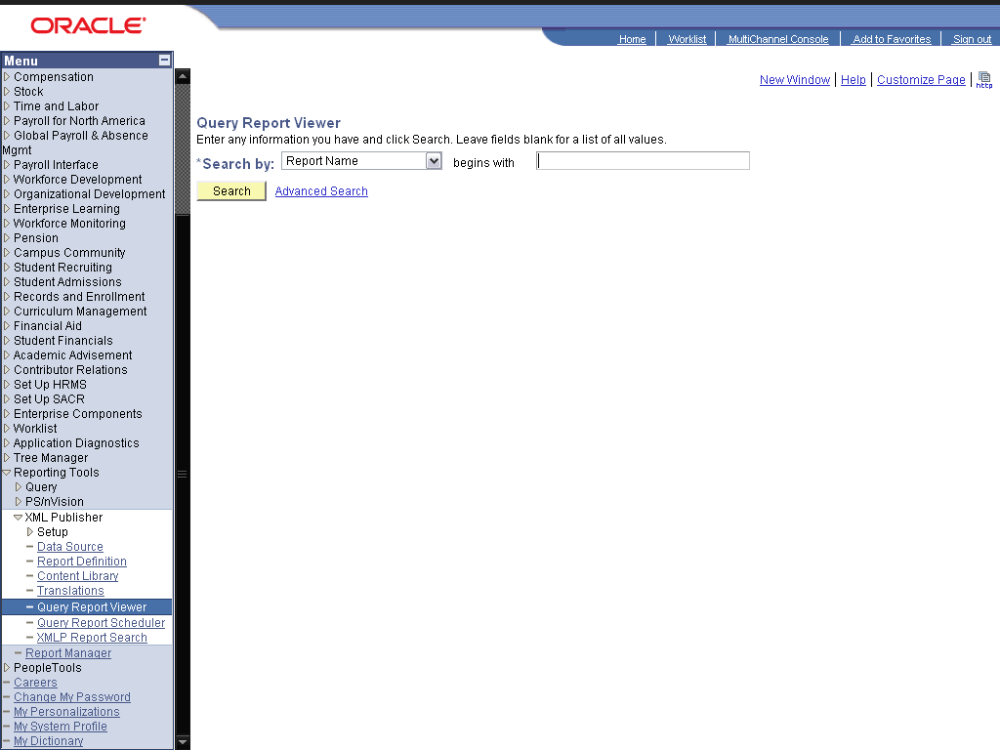 ORACLE
Home
Worklist
MultiChannel Console
Add to Favorites
Sign out
Menu
Compensation
Stock
Time and Labor
Payroll for North America
Global Payroll & Absence
Mgmt
Payroll Interface
Workforce Development
Organizational Development
Enterprise Learning
Workforce Monitoring
Pension
Campus Community
Student Recruiting
Student Admissions
Records and Enrollment
Curriculum Management
Financial Aid
Student Financials
Academic Advisement
Contributor Relations
Set Up HRMS
Set Up SACR
Enterprise Components
Worklist
Application Diagnostics
Tree Manager
Reporting Tools
Query
PS/nVision
XML Publisher
Setup
Data Source
Report Definition
Content Library
Translations
Query Report Viewer
Query Report Scheduler
XMLP Report Search
Report Manager
PeopleTools
Careers
Change My Password
My Personalizations
My System Profile
My Dictionary
New Window | Help | Customize Page | http
Query Report Viewer
Enter any information you have and click Search. Leave fields blank for a list of all values.
*Search by: Report Name begins with
Search Advanced Search